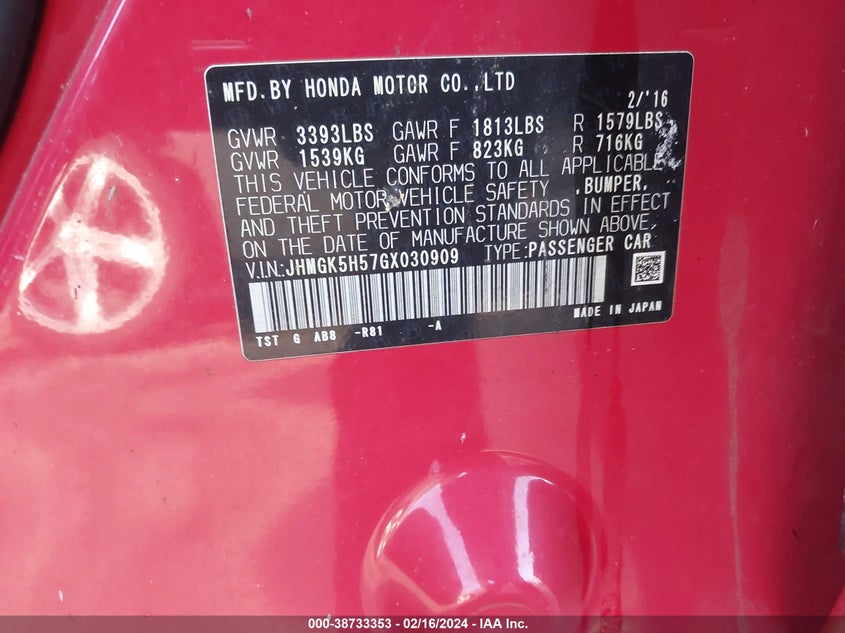 MFD.BY HONDA MOTOR CO.,LTD
2/'16
GVWR 3393LBS GAWR F 1813LBS R 1579LBS
GVWR 1539KG GAWR F 823KG R 716KG
THIS VEHICLE CONFORMS TO ALL APPLICABLE
FEDERAL MOTOR VEHICLE SAFETY ,BUMPER,
AND THEFT PREVENTION STANDARDS IN EFFECT
ON THE DATE OF MANUFACTURE SHOWN ABOVE.
V.I.N:JHMGK5H57GX030909 TYPE:PASSENGER CAR
MADE IN JAPAN
TST G AB8 -R81 -A
000-38733353 - 02/16/2024 - IAA Inc.